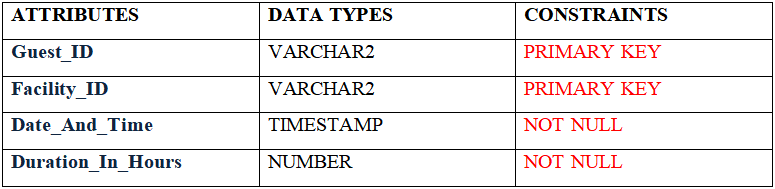 ATTRIBUTES DATA TYPES CONSTRAINTS
Guest_ID VARCHAR2 PRIMARY KEY
Facility_ID VARCHAR2 PRIMARY KEY
Date_And_Time TIMESTAMP NOT NULL
Duration_In_Hours NUMBER NOT NULL